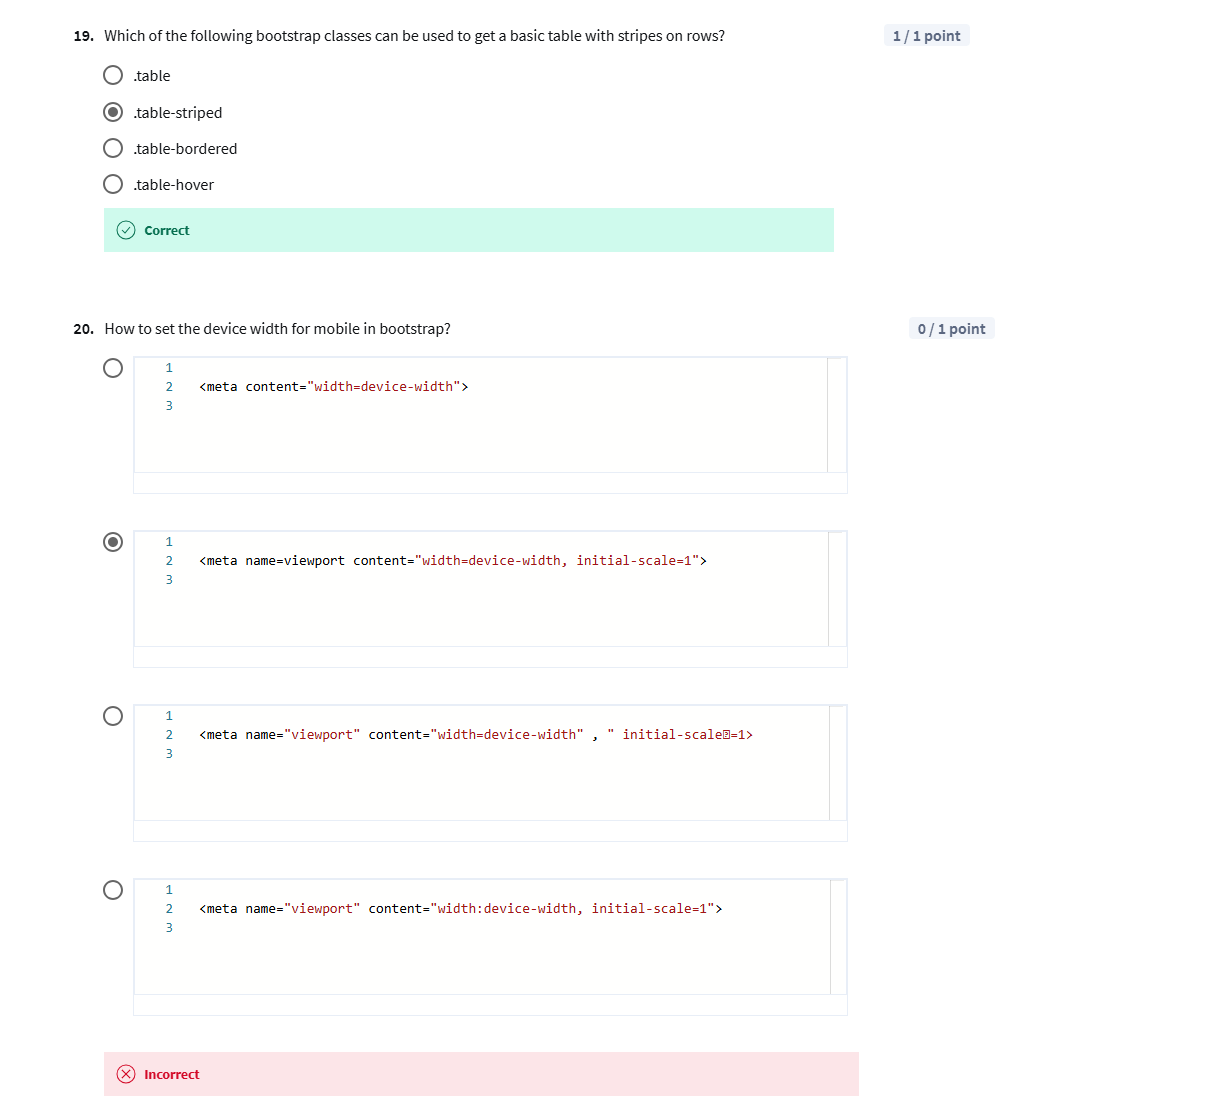 19. Which of the following bootstrap classes can be used to get a basic table with stripes on rows?
1 / 1 point
.table
.table-striped
.table-bordered
.table-hover
Correct
20. How to set the device width for mobile in bootstrap?
0 / 1 point
1
2 <meta content="width=device-width">
3
1
2 <meta name=viewport content="width=device-width, initial-scale=1">
3
1
2 <meta name="viewport" content="width=device-width" , " initial-scale=1>
3
1
2 <meta name="viewport" content="width:device-width, initial-scale=1">
3
Incorrect